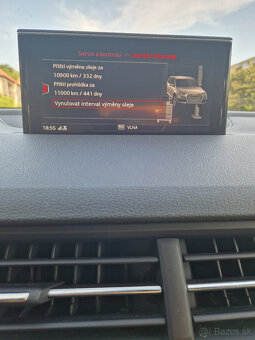 Servis a kontrola
Příští výměna oleje za
10900 km / 332 dny
Příští prohlídka za
11000 km / 441 dny
Vynulovat interval výměny oleje
18:55
VLNA
© Bazos.sk